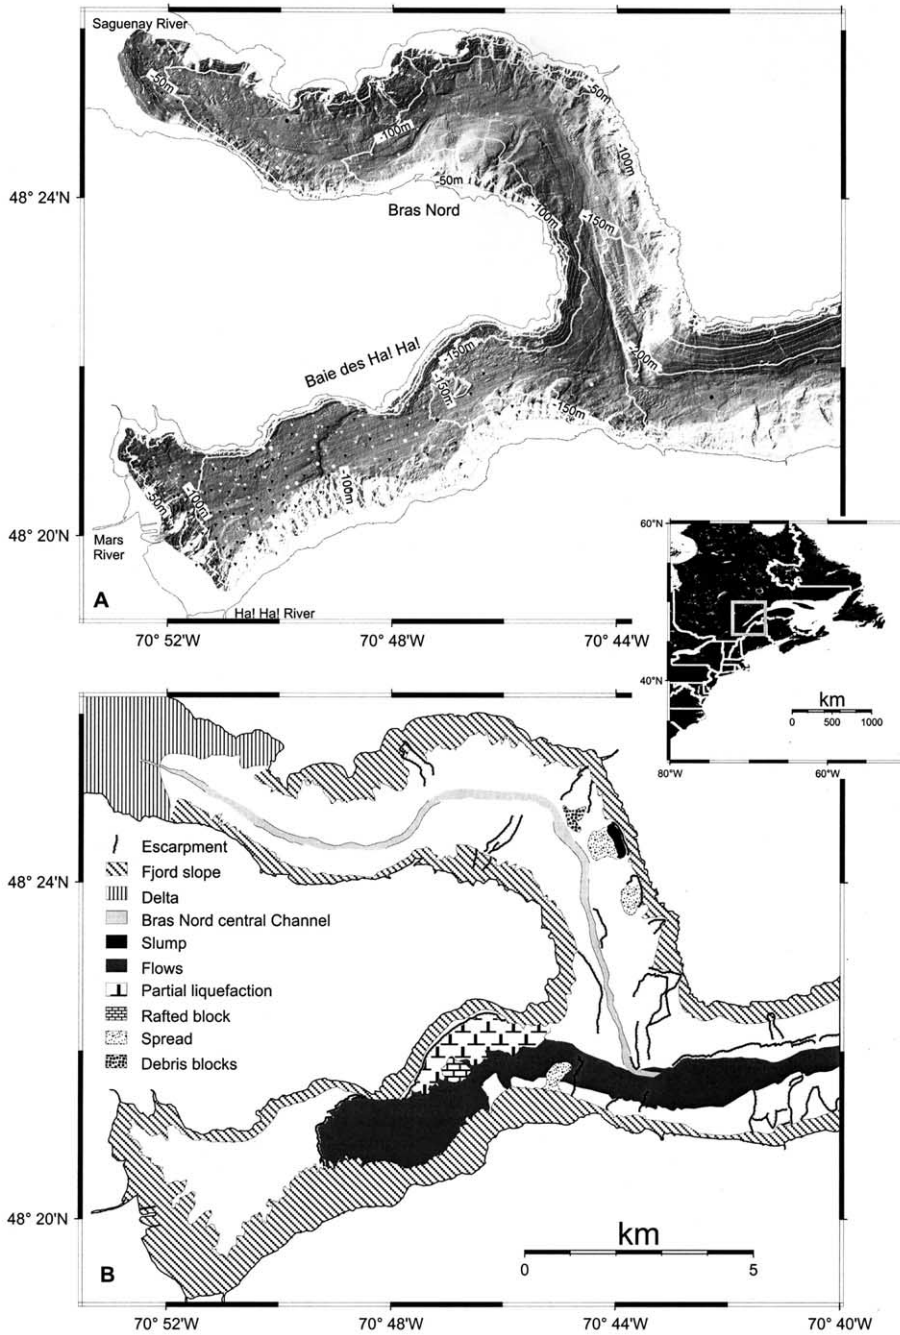 Saguenay River
-50m
-50m
-100m
-100m
48° 24'N
-50m
-100m
Bras Nord
-150m
-200m
-150m
Baie des Ha! Ha!
-150m
-150m
-100m
-100m
-50m
48° 20'N
Mars
River
A
Ha! Ha! River
70° 52'W 70° 48'W 70° 44'W
60°N
40°N
km
0 500 1000
80°W 60°W
Escarpment
Fjord slope
48° 24'N
Delta
Bras Nord central Channel
Slump
Flows
Partial liquefaction
Rafted block
Spread
Debris blocks
48° 20'N
km
0 5
B
70° 52'W 70° 48'W 70° 44'W 70° 40'W